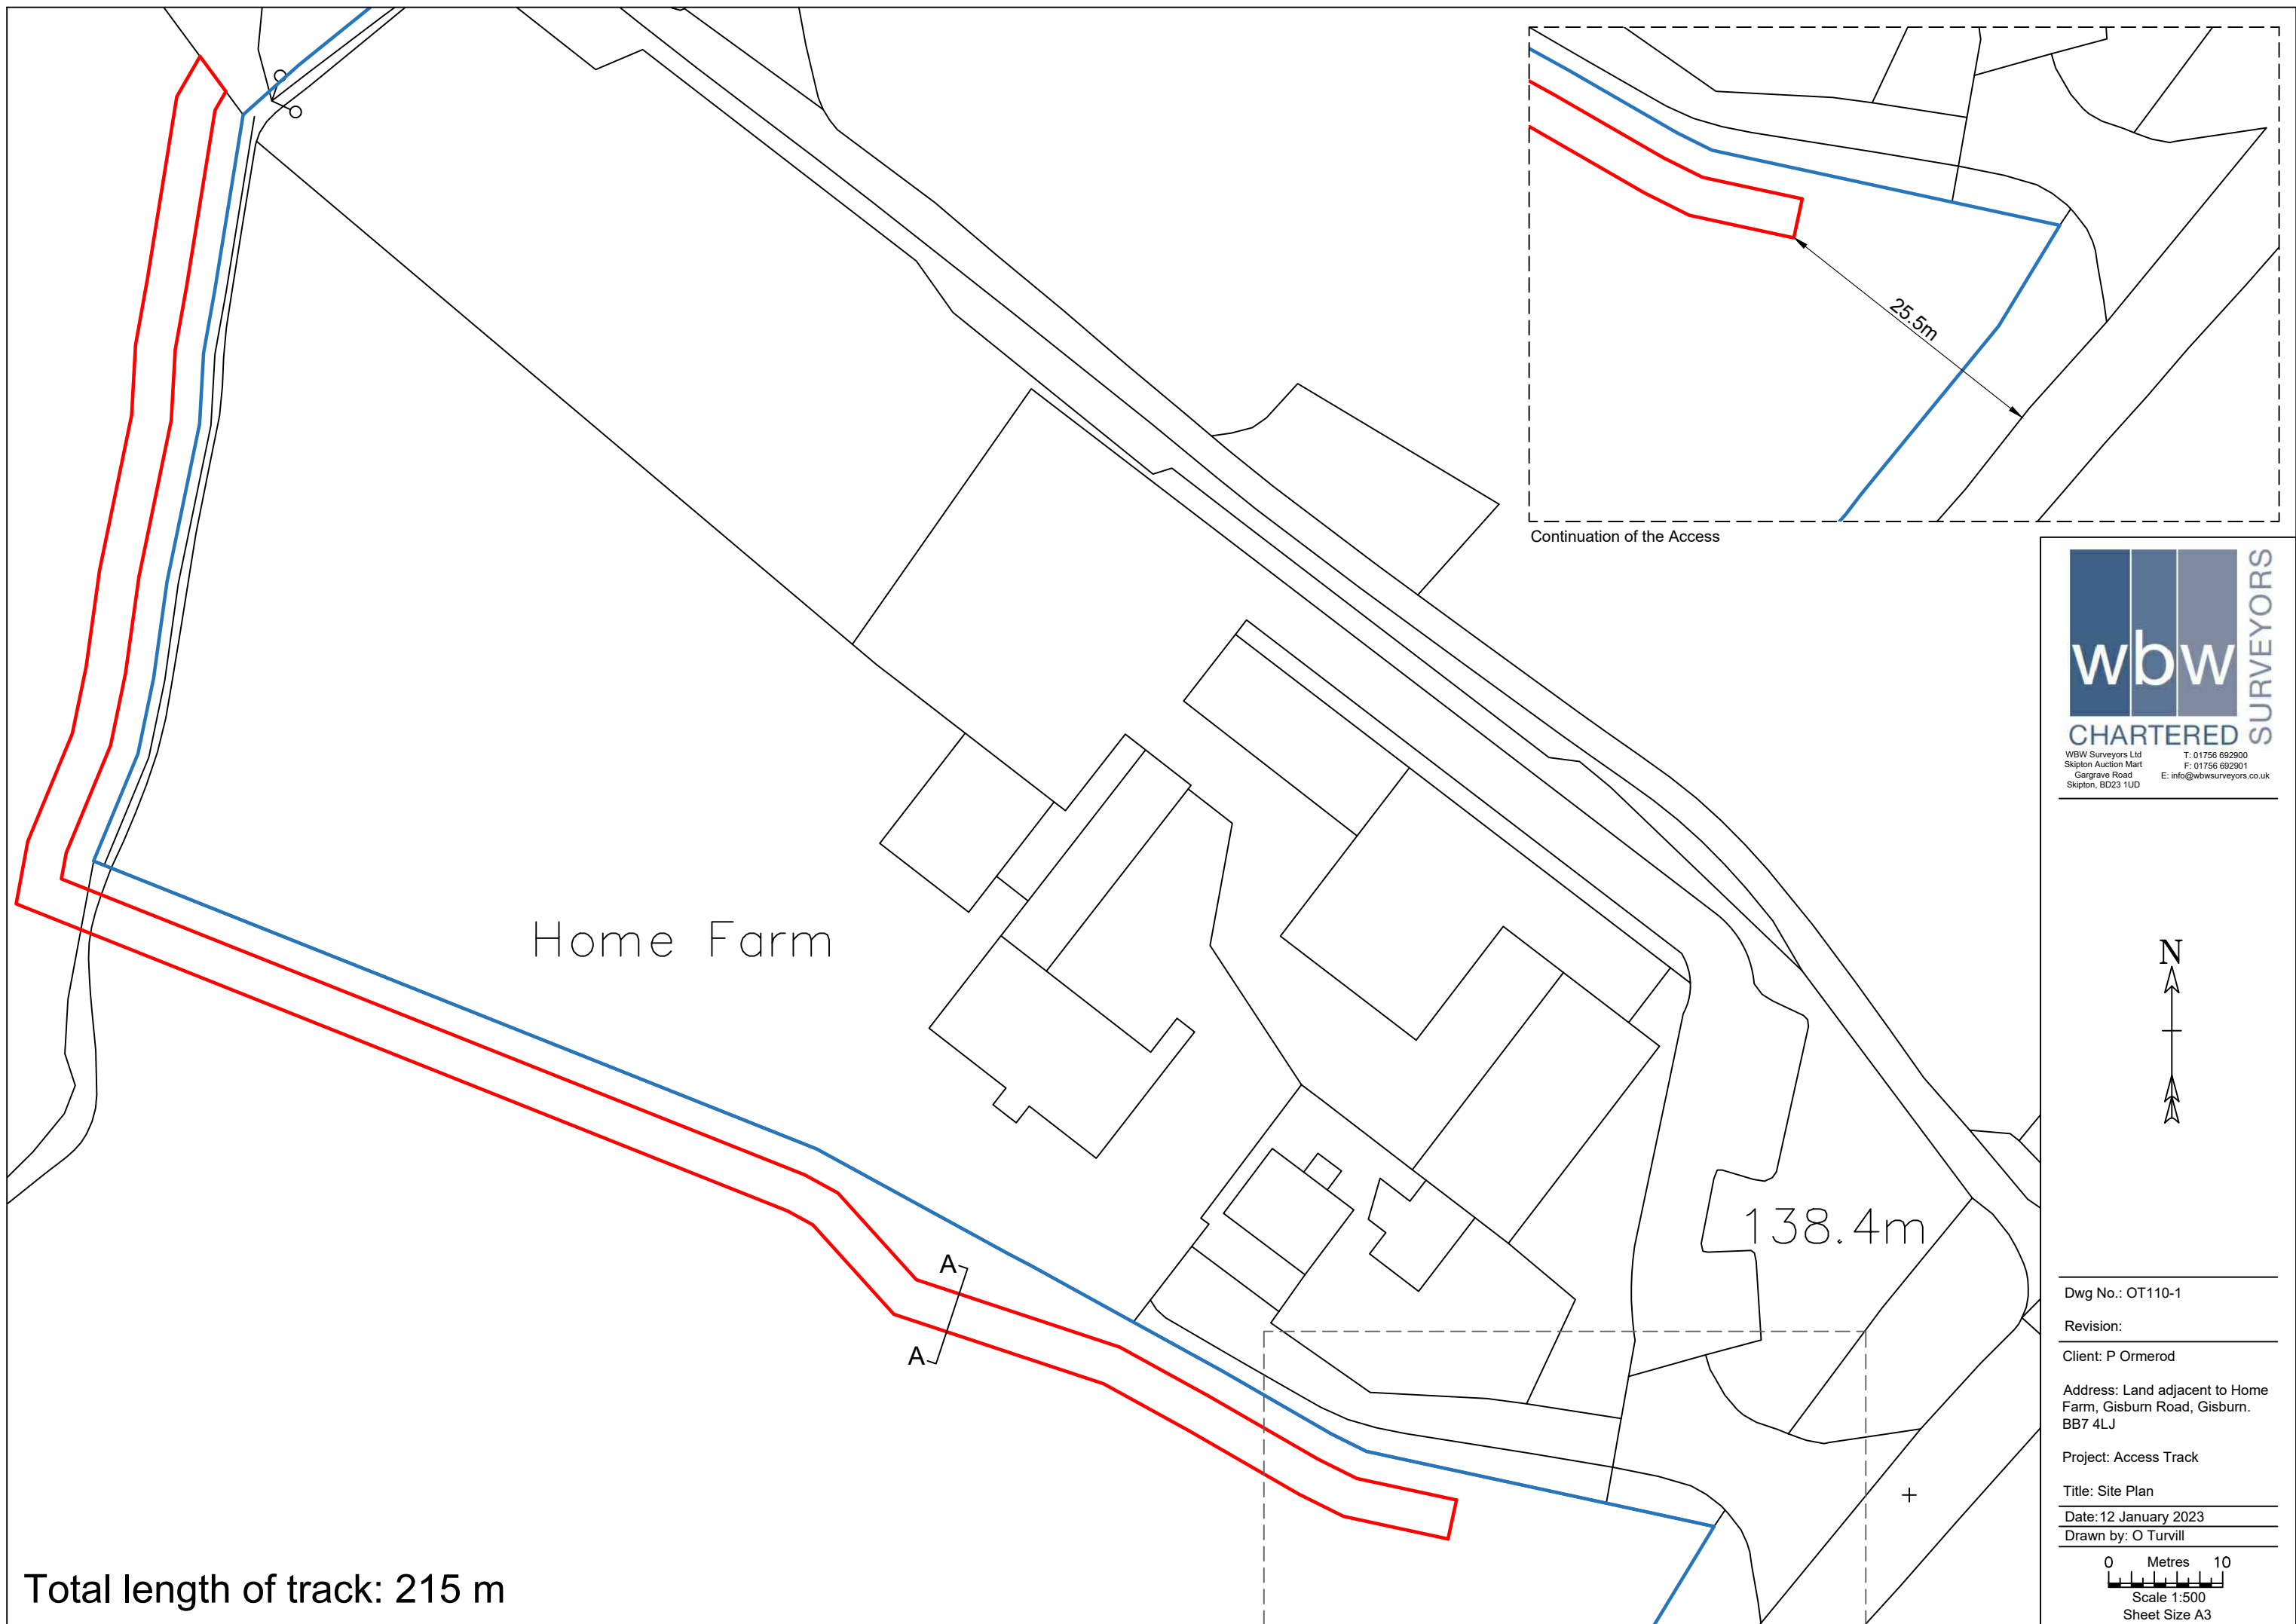 25.5m
Continuation of the Access
wbw
CHARTERED
SURVEYORS
WBW Surveyors Ltd
Skipton Auction Mart
Gargrave Road
Skipton, BD23 1UD
T: 01756 692900
F: 01756 692901
E: info@wbwsurveyors.co.uk
Home Farm
N
138.4m
A
A
Dwg No.: OT110-1
Revision:
Client: P Ormerod
Address: Land adjacent to Home
Farm, Gisburn Road, Gisburn.
BB7 4LJ
Project: Access Track
Title: Site Plan
Date:12 January 2023
Drawn by: O Turvill
0 Metres 10
Scale 1:500
Sheet Size A3
Total length of track: 215 m